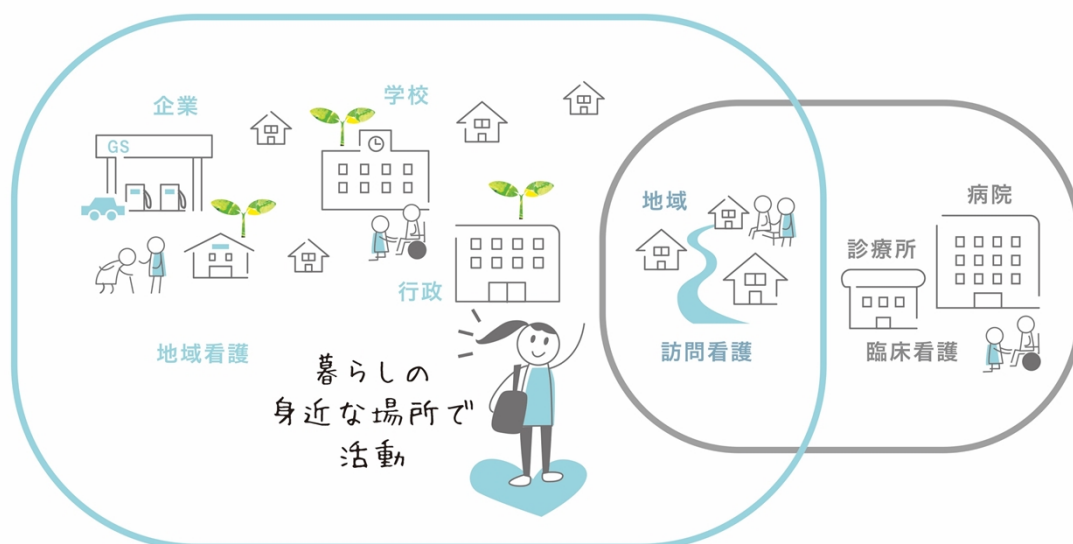 企業
学校
GS
行政
地域看護
暮らしの
身近な場所で
活動
地域
訪問看護
病院
診療所
臨床看護